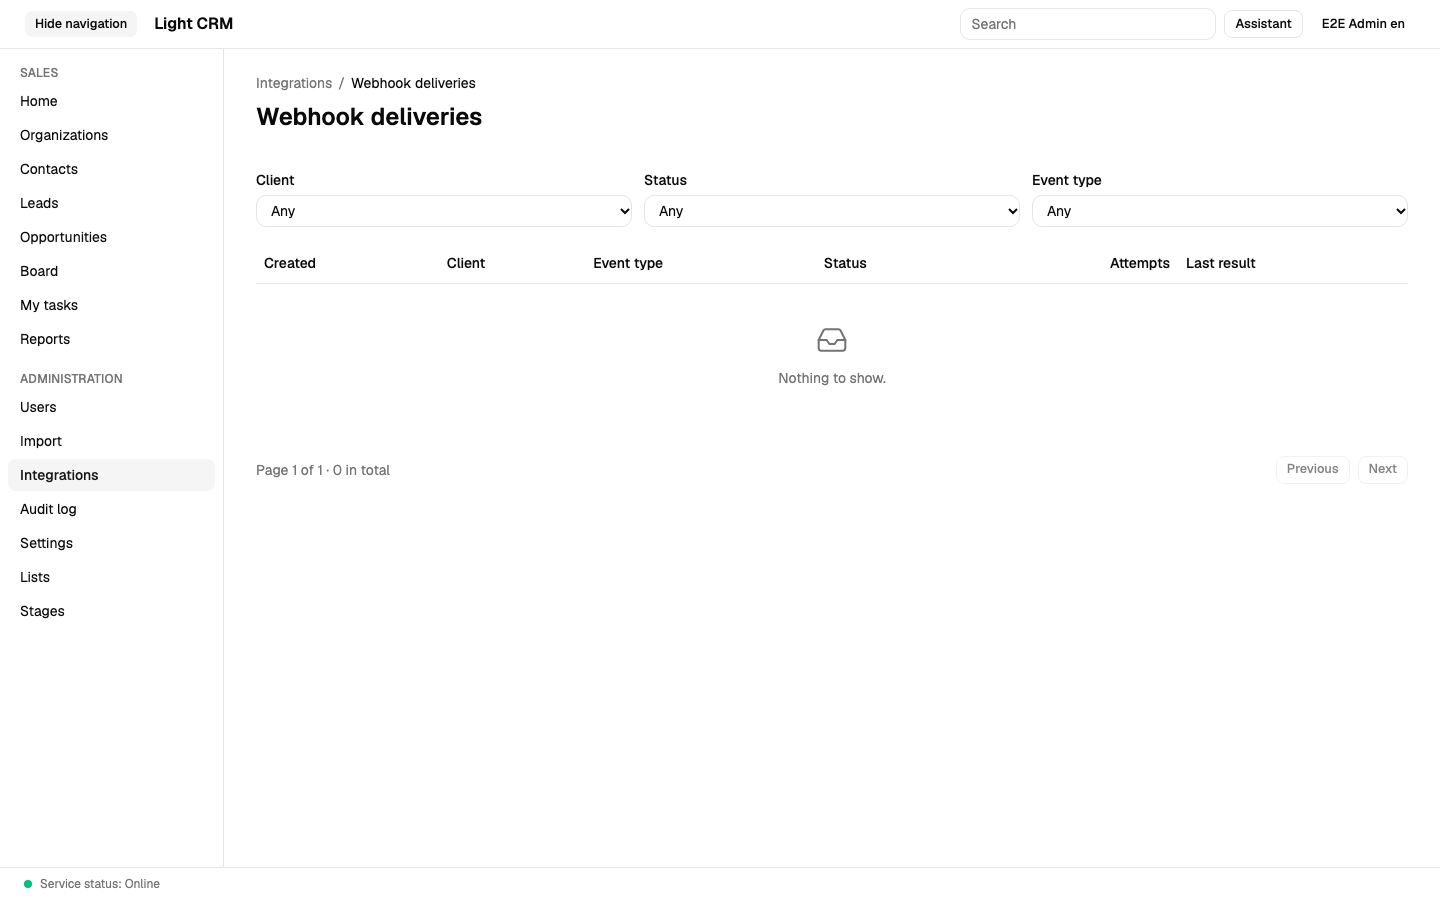 Hide navigation
Light CRM
Search
Assistant
E2E Admin en
SALES
Home
Organizations
Contacts
Leads
Opportunities
Board
My tasks
Reports
ADMINISTRATION
Users
Import
Integrations
Audit log
Settings
Lists
Stages
Integrations / Webhook deliveries
Webhook deliveries
Client
Status
Event type
Any
Any
Any
Created
Client
Event type
Status
Attempts
Last result
Nothing to show.
Page 1 of 1 · 0 in total
Previous
Next
Service status: Online